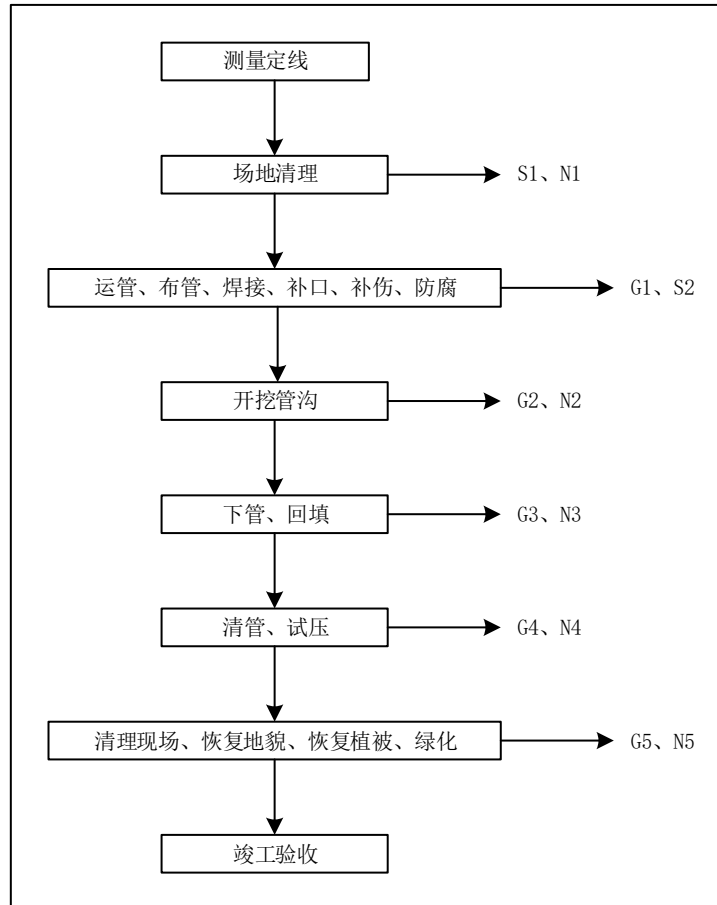 测量定线
场地清理
S1、N1
运管、布管、焊接、补口、补伤、防腐
G1、S2
开挖管沟
G2、N2
下管、回填
G3、N3
清管、试压
G4、N4
清理现场、恢复地貌、恢复植被、绿化
G5、N5
竣工验收